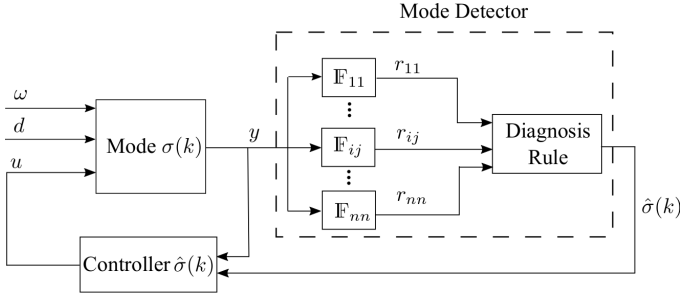 Mode Detector
𝔽₁₁
r₁₁
ω
d
u
Mode σ(k)
y
𝔽ᵢⱼ
rᵢⱼ
Diagnosis
Rule
𝔽ₙₙ
rₙₙ
σ̂(k)
Controller σ̂(k)